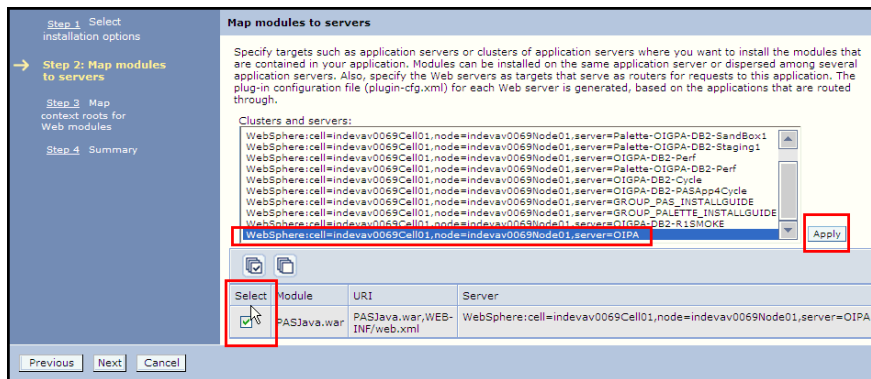 Step 1 Select
installation options
Step 2: Map modules
to servers
Step 3 Map
context roots for
Web modules
Step 4 Summary
Map modules to servers
Specify targets such as application servers or clusters of application servers where you want to install the modules that
are contained in your application. Modules can be installed on the same application server or dispersed among several
application servers. Also, specify the Web servers as targets that serve as routers for requests to this application. The
plug-in configuration file (plugin-cfg.xml) for each Web server is generated, based on the applications that are routed
through.
Clusters and servers:
WebSphere:cell=indevav0069Cell01,node=indevav0069Node01,server=Palette-OIGPA-DB2-SandBox1
WebSphere:cell=indevav0069Cell01,node=indevav0069Node01,server=Palette-OIGPA-DB2-Staging1
WebSphere:cell=indevav0069Cell01,node=indevav0069Node01,server=OIGPA-DB2-Perf
WebSphere:cell=indevav0069Cell01,node=indevav0069Node01,server=Palette-OIGPA-DB2-Perf
WebSphere:cell=indevav0069Cell01,node=indevav0069Node01,server=OIGPA-DB2-Cycle
WebSphere:cell=indevav0069Cell01,node=indevav0069Node01,server=OIGPA-DB2-PASApp4Cycle
WebSphere:cell=indevav0069Cell01,node=indevav0069Node01,server=GROUP_PAS_INSTALLGUIDE
WebSphere:cell=indevav0069Cell01,node=indevav0069Node01,server=GROUP_PALETTE_INSTALLGUIDE
WebSphere:cell=indevav0069Cell01,node=indevav0069Node01,server=OIGPA-DB2-R1SMOKE
WebSphere:cell=indevav0069Cell01,node=indevav0069Node01,server=OIPA
Apply
Select Module URI Server
PASJava.war PASJava.war,WEB-INF/web.xml WebSphere:cell=indevav0069Cell01,node=indevav0069Node01,server=OIPA
Previous Next Cancel